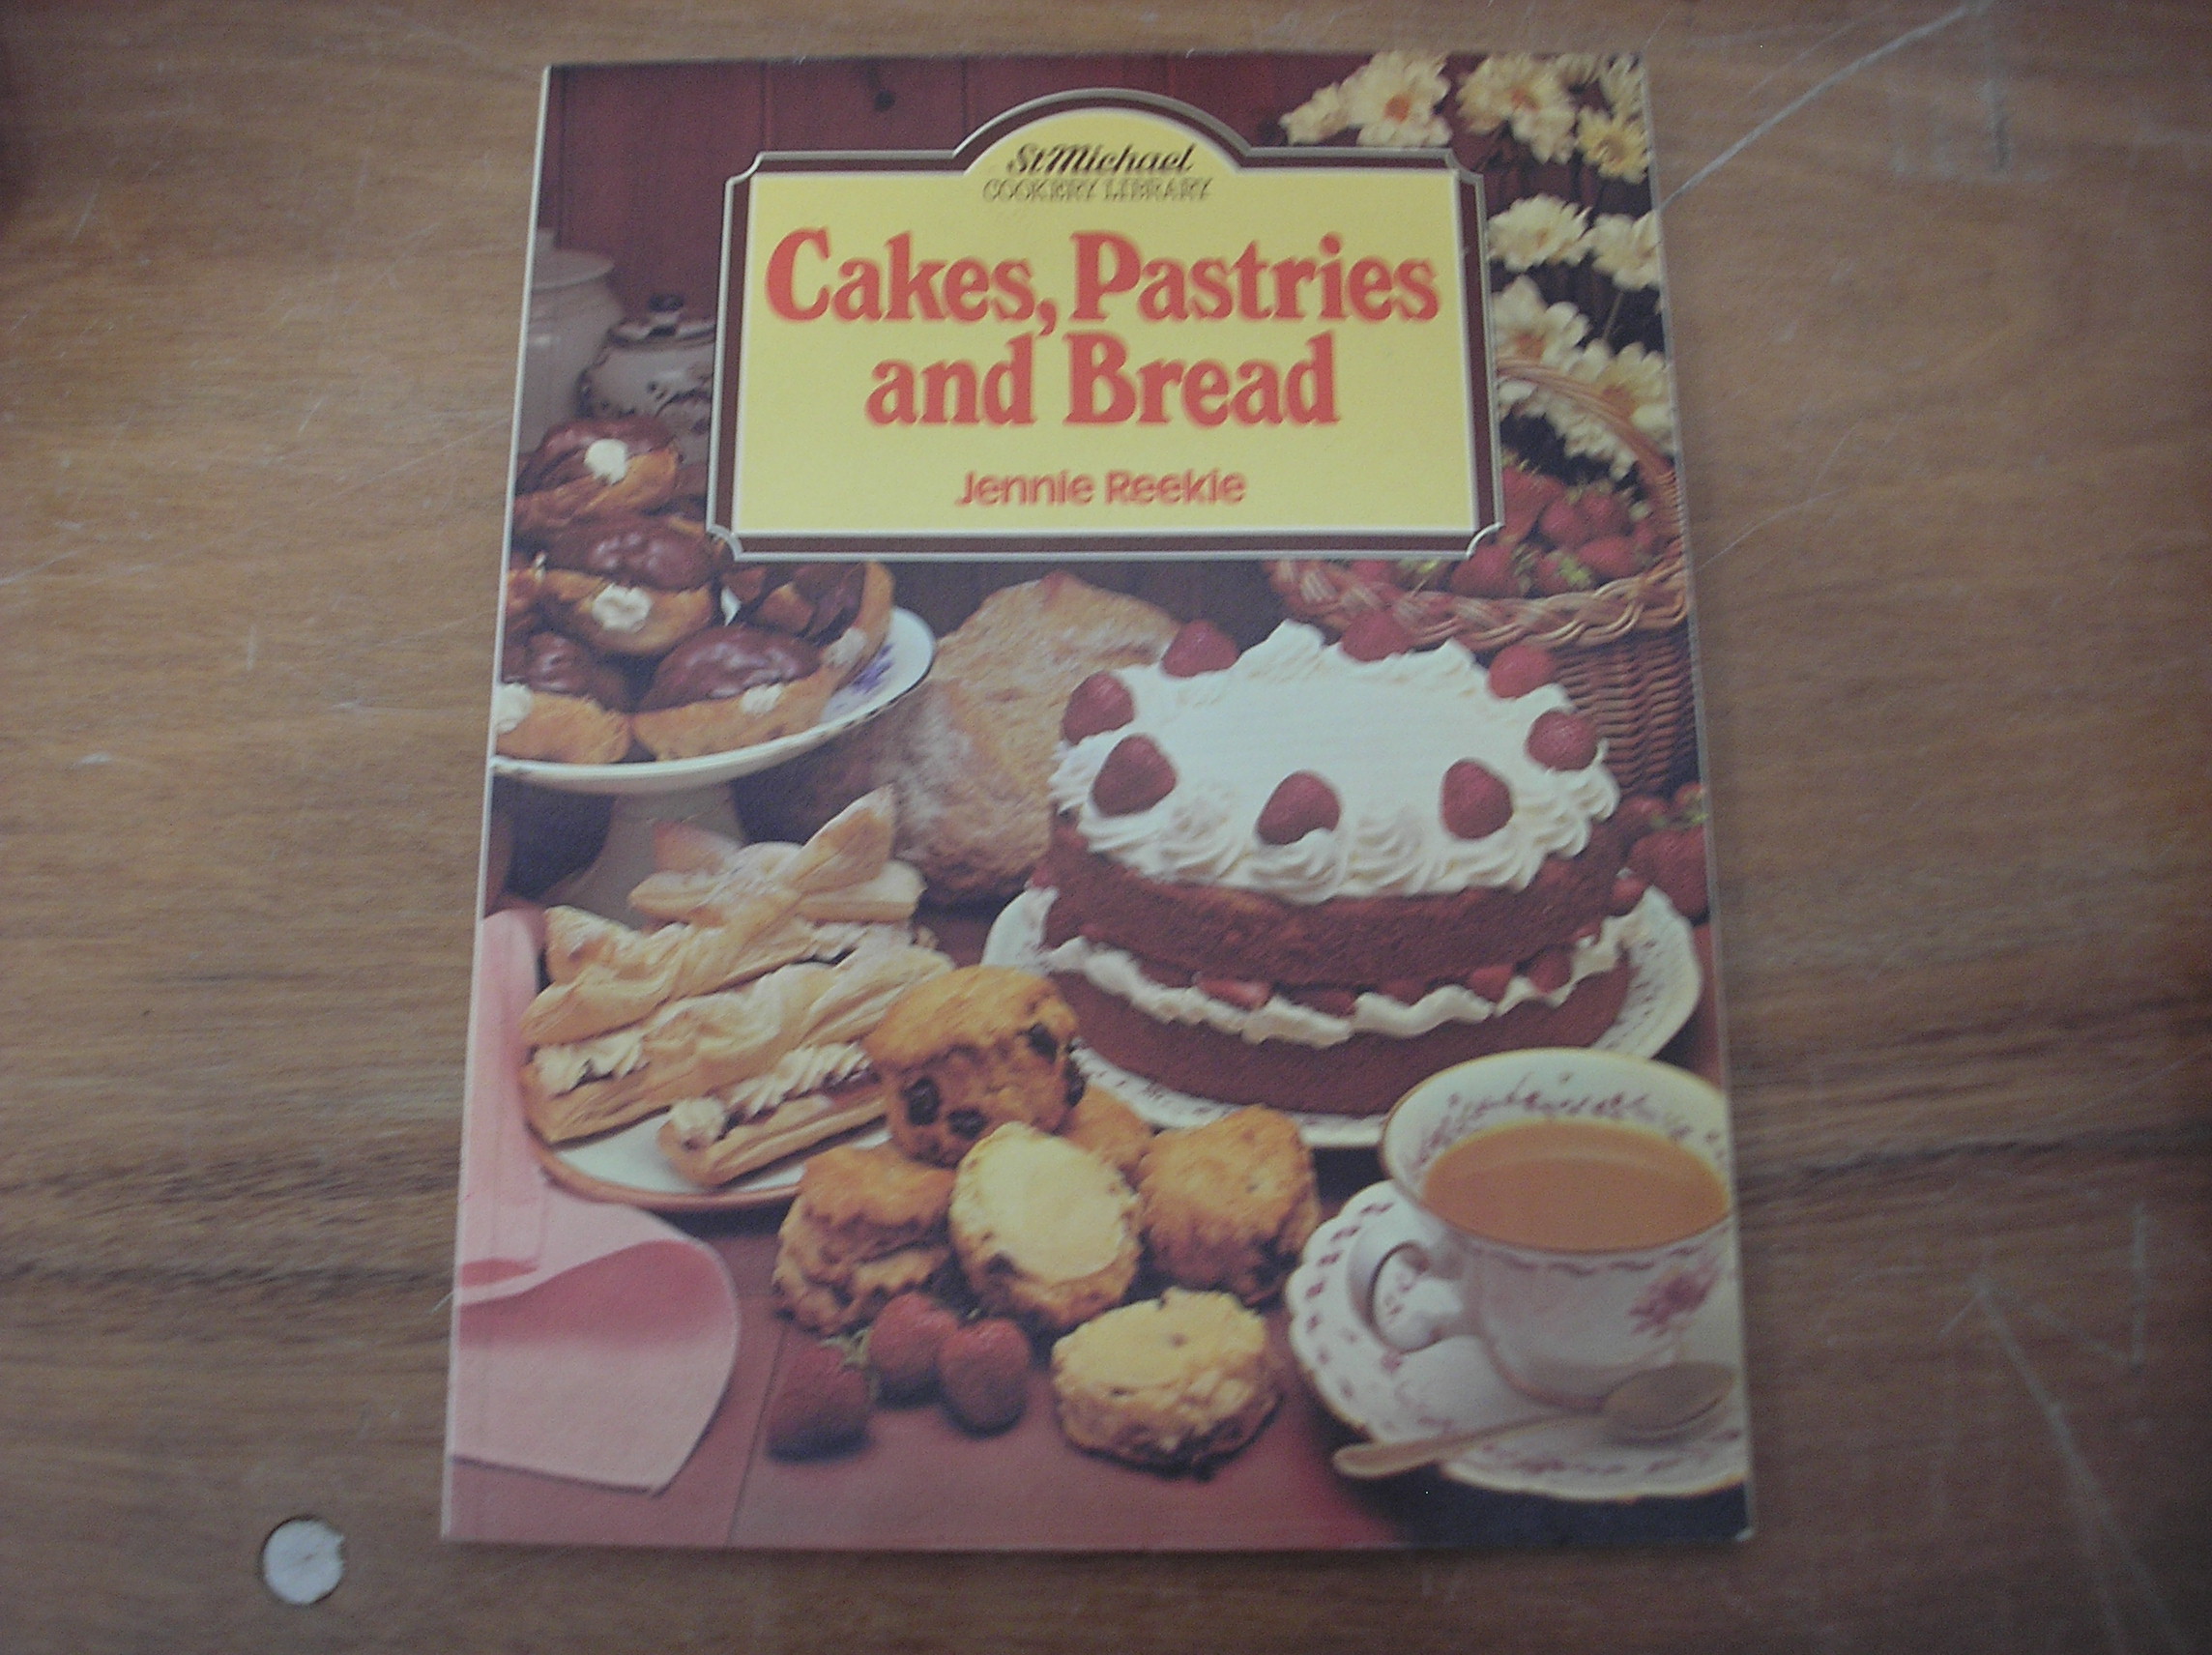 St Michael
COOKERY LIBRARY
Cakes, Pastries
and Bread
Jennie Reekie